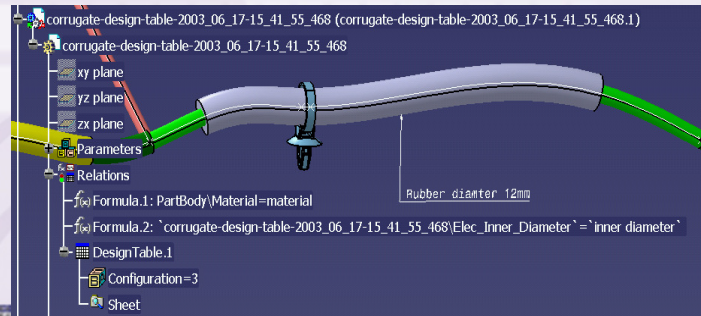 corrugate-design-table-2003_06_17-15_41_55_468 (corrugate-design-table-2003_06_17-15_41_55_468.1)
corrugate-design-table-2003_06_17-15_41_55_468
xy plane
yz plane
zx plane
Parameters
Relations
Rubber diamter 12mm
f(x) Formula.1: PartBody\Material=material
f(x) Formula.2: `corrugate-design-table-2003_06_17-15_41_55_468\Elec_Inner_Diameter`=`inner diameter`
DesignTable.1
Configuration=3
Sheet